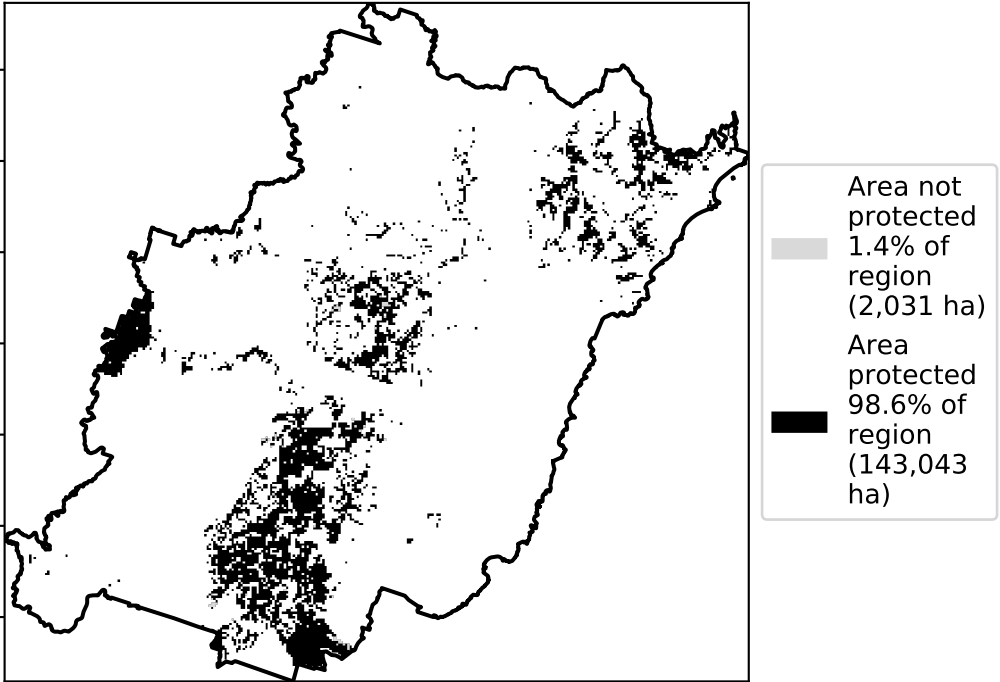 Area not
protected
1.4% of
region
(2,031 ha)
Area
protected
98.6% of
region
(143,043
ha)